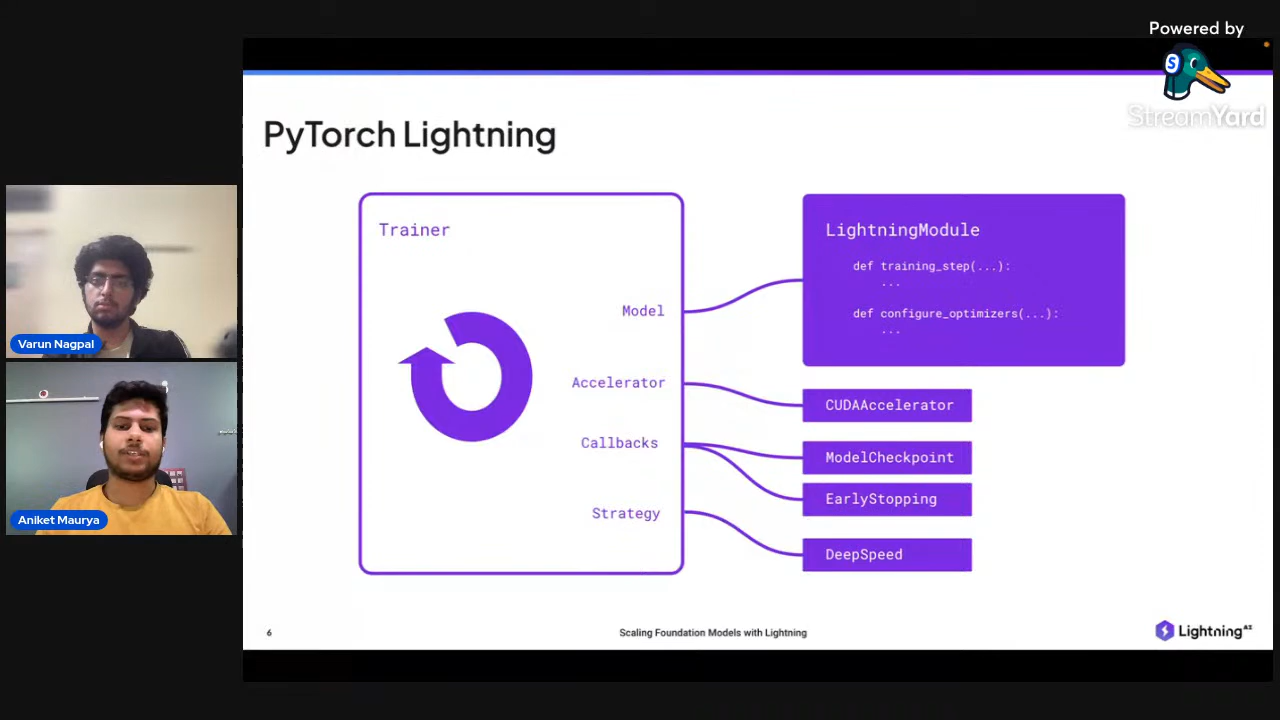 Powered by
StreamYard
PyTorch Lightning
Trainer
Model
Accelerator
Callbacks
Strategy
LightningModule
def training_step(...):
...
def configure_optimizers(...):
...
CUDAAccelerator
ModelCheckpoint
EarlyStopping
DeepSpeed
Varun Nagpal
Aniket Maurya
6
Scaling Foundation Models with Lightning
Lightning AI